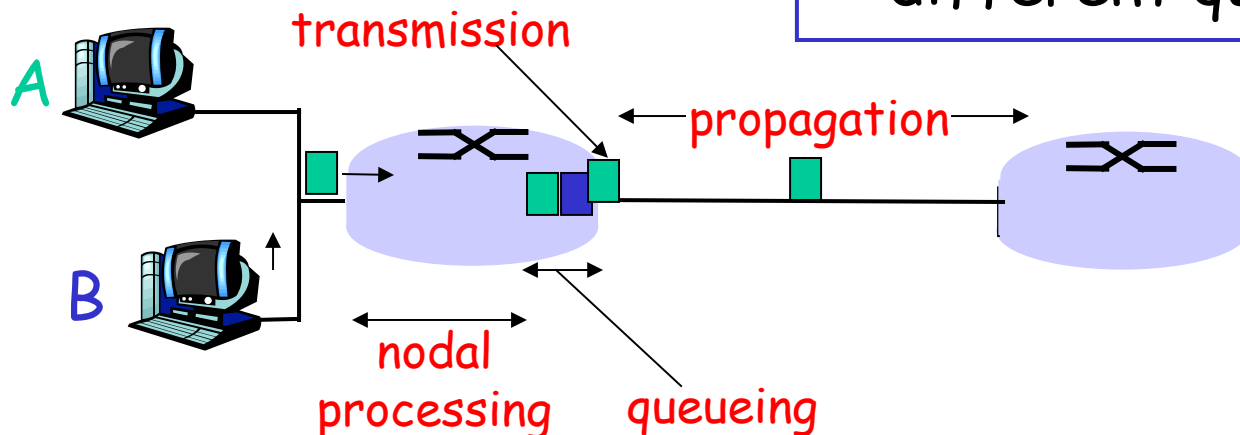 transmission
A
propagation
B
nodal
processing
queueing